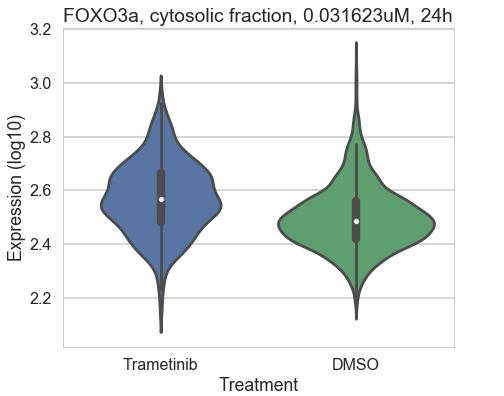 FOXO3a, cytosolic fraction, 0.031623uM, 24h
3.2
3.0
2.8
2.6
2.4
2.2
Expression (log10)
Trametinib
DMSO
Treatment